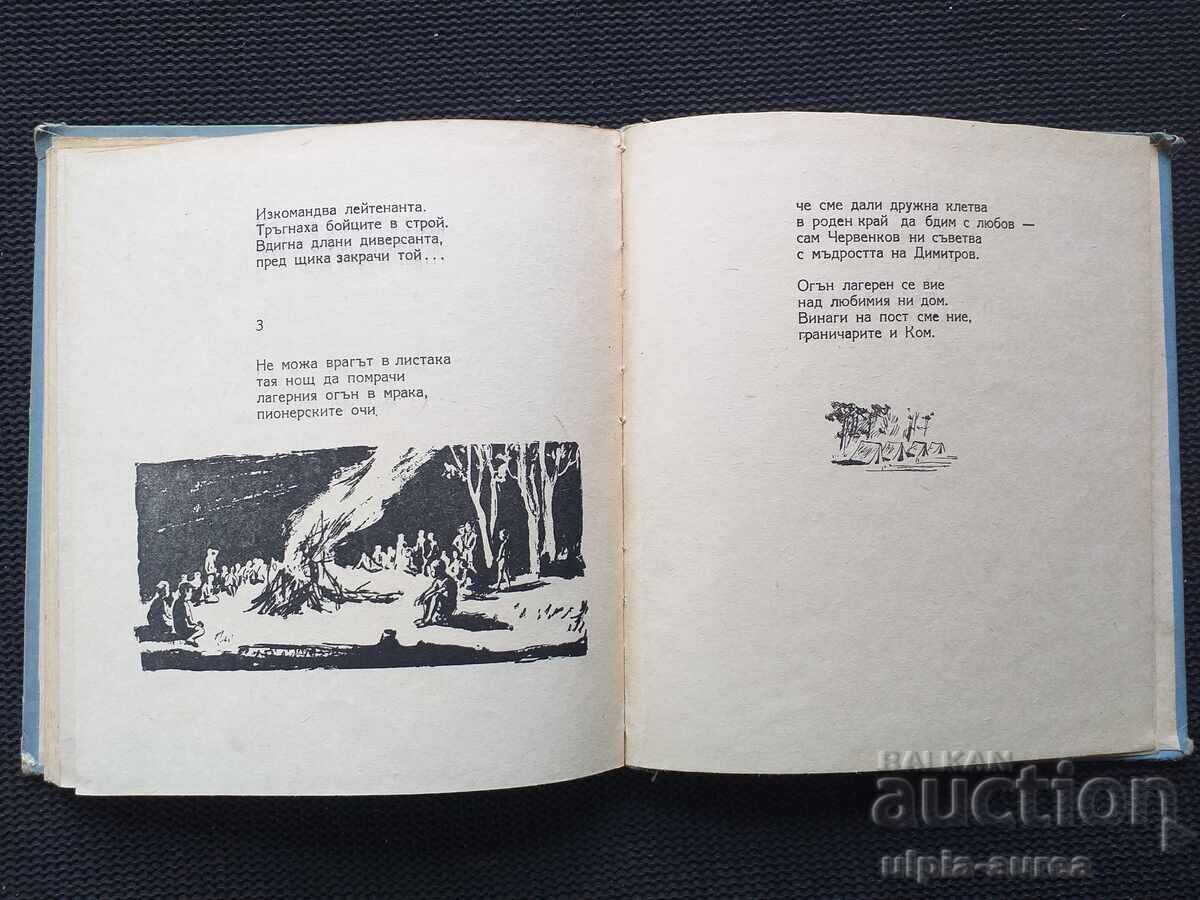 Изкомандва лейтенанта.
Тръгнаха бойците в строй.
Вдигна длани диверсанта,
пред щика закрачи той...
3
Не можа врагът в листака
тая нощ да помрачи
лагерния огън в мрака,
пионерските очи,
че сме дали дружна клетва
в роден край да бдим с любов —
сам Червенков ни съветва
с мъдростта на Димитров.
Огън лагерен се вие
над любимия ни дом.
Винаги на пост сме ние,
граничарите и Ком.
BALKAN
auction
ulpia-aurea